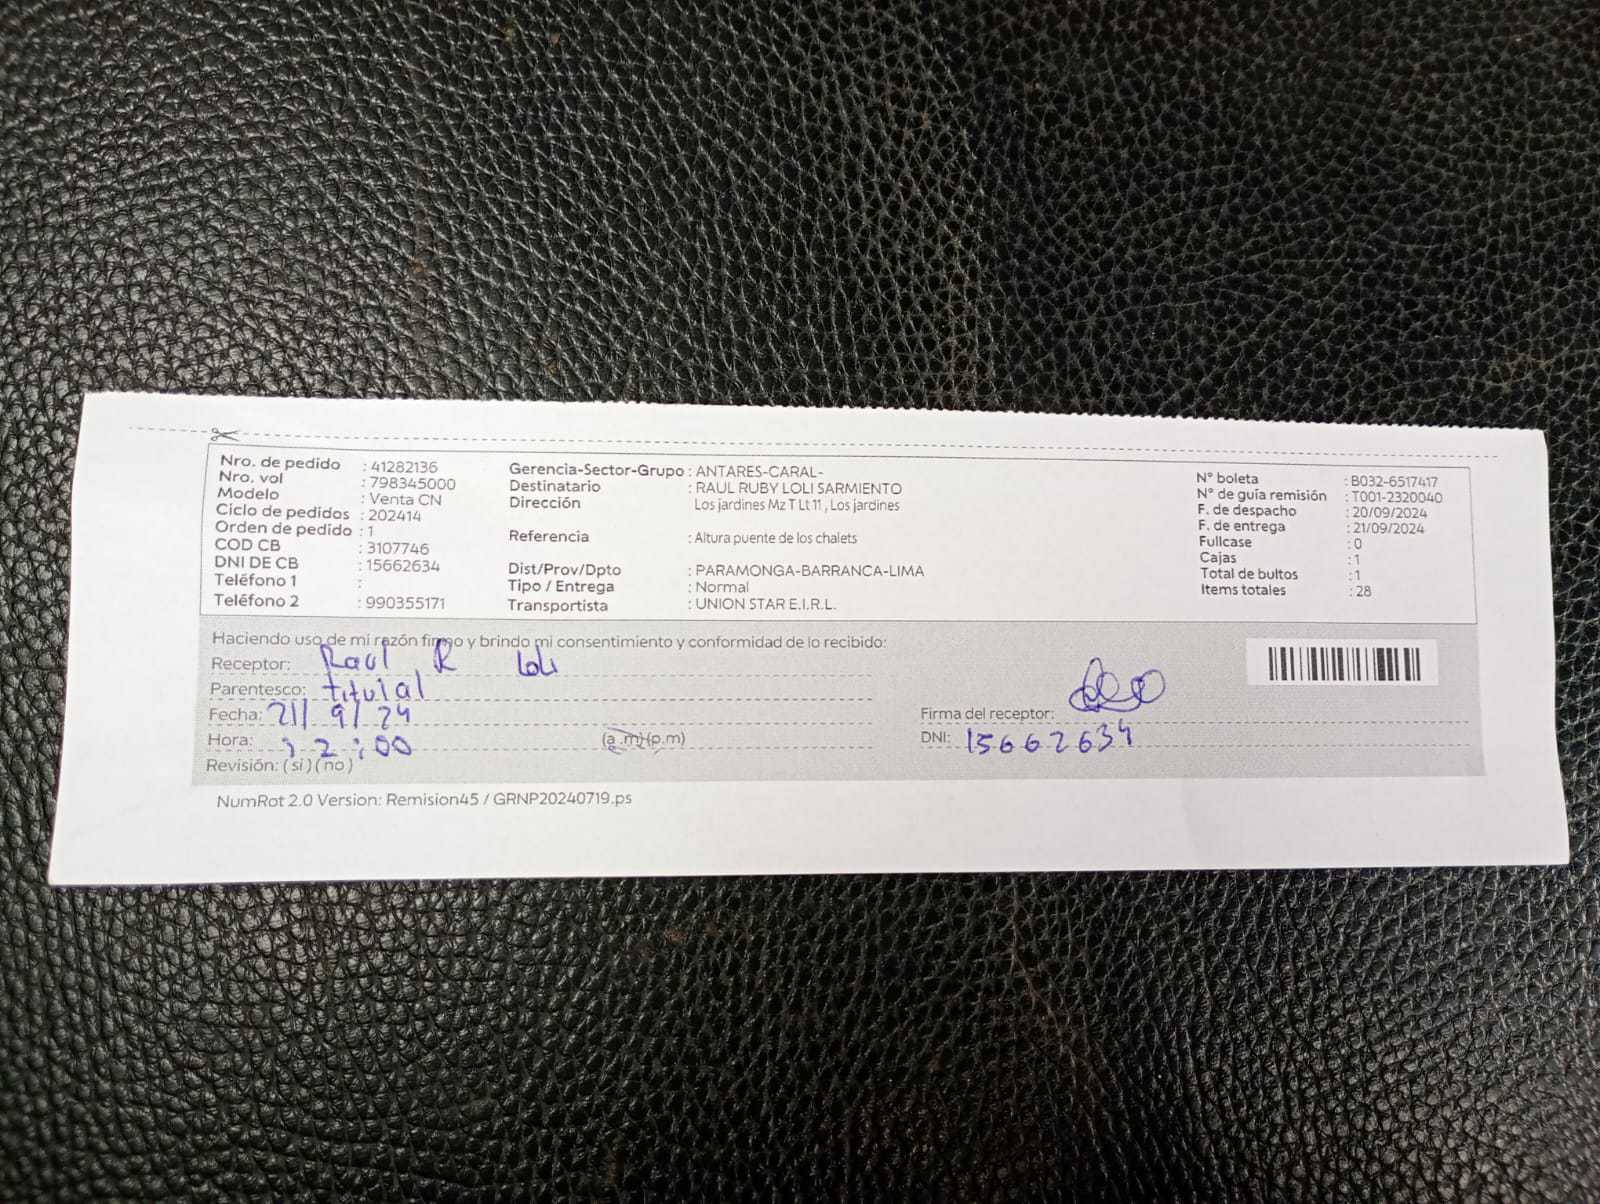 Nro. de pedido : 41282136
Nro. vol : 798345000
Modelo : Venta CN
Ciclo de pedidos : 202414
Orden de pedido : 1
COD CB : 3107746
DNI DE CB : 15662634
Teléfono 1 :
Teléfono 2 : 990355171
Gerencia-Sector-Grupo : ANTARES-CARAL-
Destinatario : RAUL RUBY LOLI SARMIENTO
Dirección Los jardines Mz T Lt 11 , Los jardines
Referencia : Altura puente de los chalets
Dist/Prov/Dpto : PARAMONGA-BARRANCA-LIMA
Tipo / Entrega : Normal
Transportista : UNION STAR E.I.R.L.
N° boleta : B032-6517417
N° de guía remisión : T001-2320040
F. de despacho : 20/09/2024
F. de entrega : 21/09/2024
Fullcase : 0
Cajas : 1
Total de bultos : 1
Items totales : 28
Haciendo uso de mi razón firmo y brindo mi consentimiento y conformidad de lo recibido:
Receptor: Raul R Loli
Parentesco: titulal
Fecha: 21/ 9/ 24
Hora: 12:00 (a.m)(p.m)
Revisión: ( si ) ( no )
Firma del receptor:
DNI: 15662634
NumRot 2.0 Version: Remision45 / GRNP20240719.ps